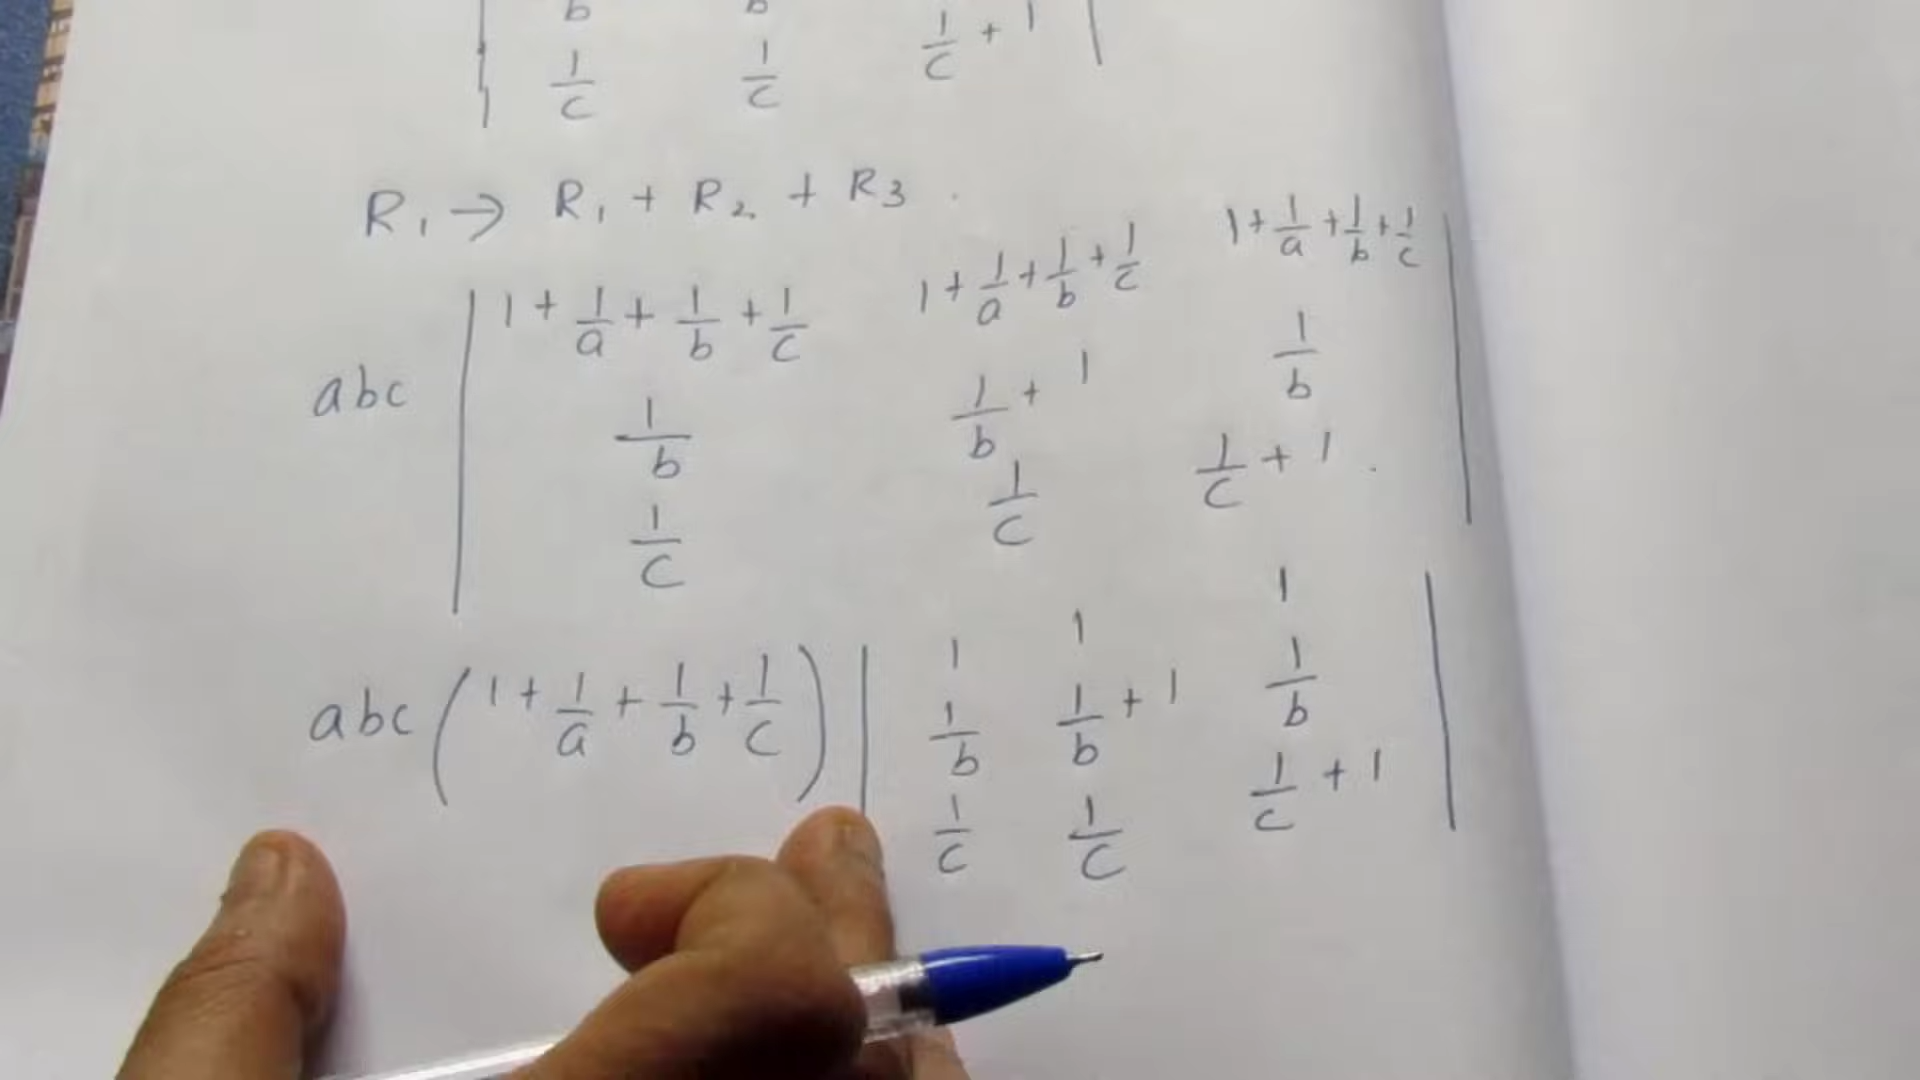 b b
1/c 1/c 1/c + 1
R1 → R1 + R2 + R3
abc | 1 + 1/a + 1/b + 1/c 1 + 1/a + 1/b + 1/c 1 + 1/a + 1/b + 1/c |
1/b 1/b + 1 1/b
1/c 1/c 1/c + 1
abc ( 1 + 1/a + 1/b + 1/c ) | 1 1 1 |
1/b 1/b + 1 1/b
1/c 1/c 1/c + 1